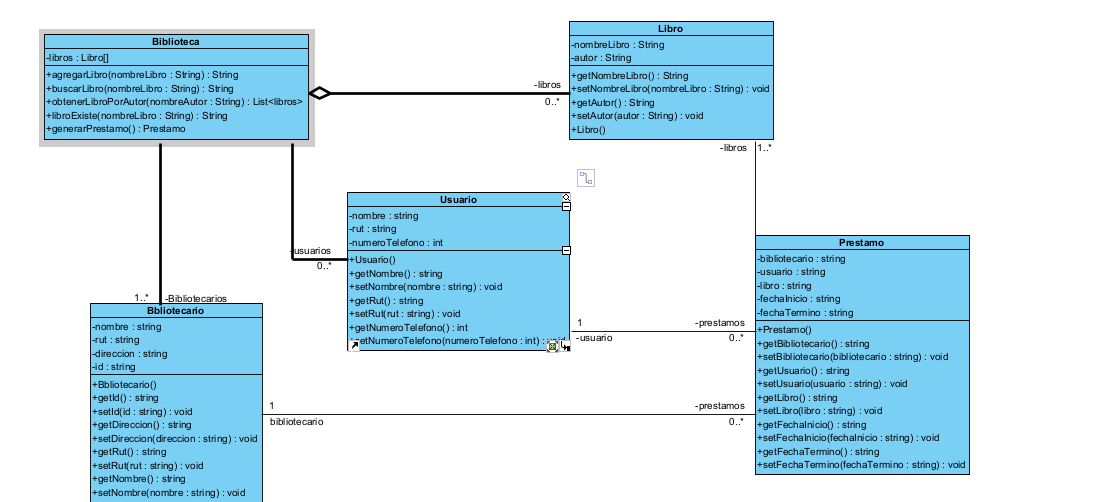 Biblioteca
-libros : Libro[]
+agregarLibro(nombreLibro : String) : String
+buscarLibro(nombreLibro : String) : String
+obtenerLibroPorAutor(nombreAutor : String) : List<libros>
+libroExiste(nombreLibro : String) : String
+generarPrestamo() : Prestamo
-libros
0..*
Libro
-nombreLibro : String
-autor : String
+getNombreLibro() : String
+setNombreLibro(nombreLibro : String) : void
+getAutor() : String
+setAutor(autor : String) : void
+Libro()
-libros
1..*
-usuarios
0..*
Usuario
-nombre : string
-rut : string
-numeroTelefono : int
+Usuario()
+getNombre() : string
+setNombre(nombre : string) : void
+getRut() : string
+setRut(rut : string) : void
+getNumeroTelefono() : int
+setNumeroTelefono(numeroTelefono : int) : void
1
-usuario
-prestamos
0..*
Prestamo
-bibliotecario : string
-usuario : string
-libro : string
-fechaInicio : string
-fechaTermino : string
+Prestamo()
+getBibliotecario() : string
+setBibliotecario(bibliotecario : string) : void
+getUsuario() : string
+setUsuario(usuario : string) : void
+getLibro() : string
+setLibro(libro : string) : void
+getFechaInicio() : string
+setFechaInicio(fechaInicio : string) : void
+getFechaTermino() : string
+setFechaTermino(fechaTermino : string) : void
1..*
-Bibliotecarios
Bbliotecario
-nombre : string
-rut : string
-direccion : string
-id : string
+Bbliotecario()
+getId() : string
+setId(id : string) : void
+getDireccion() : string
+setDireccion(direccion : string) : void
+getRut() : string
+setRut(rut : string) : void
+getNombre() : string
+setNombre(nombre : string) : void
1
bibliotecario
-prestamos
0..*